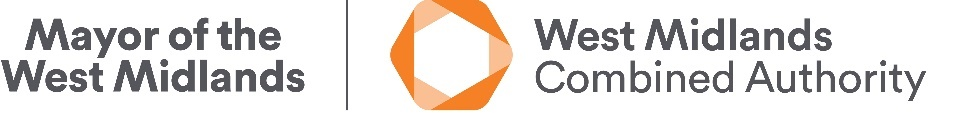 Mayor of the
West Midlands
West Midlands
Combined Authority